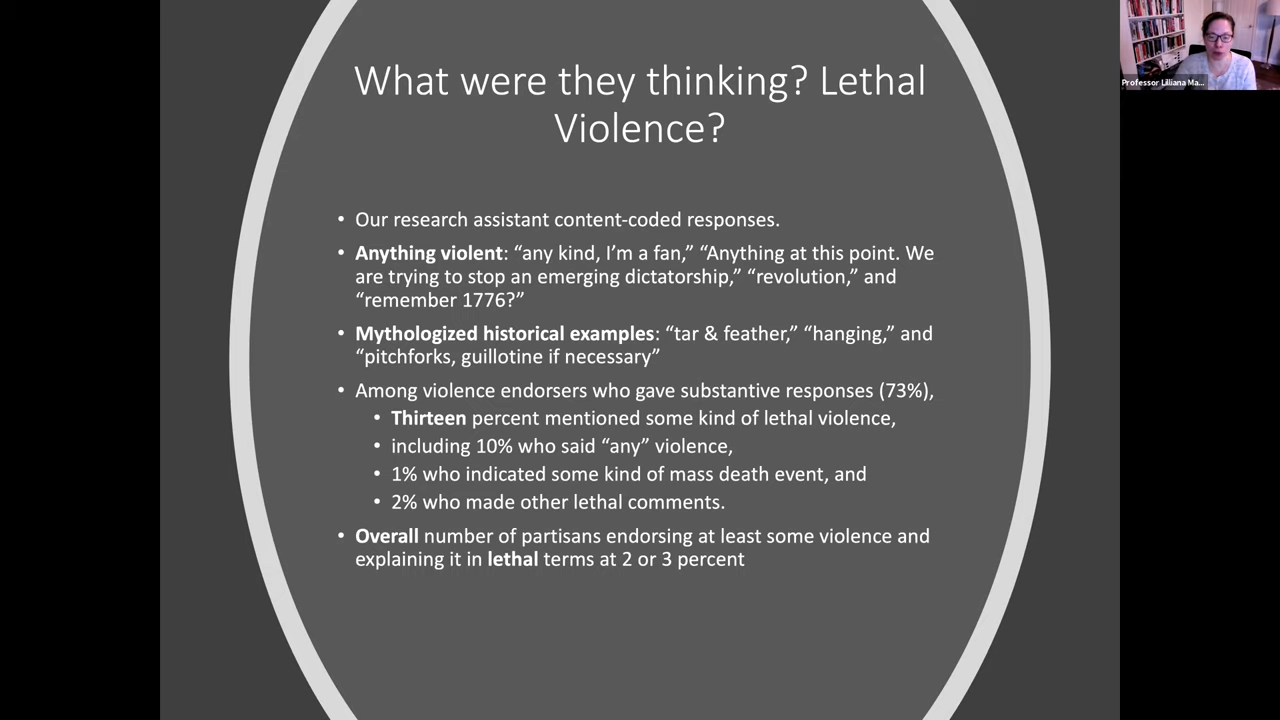 What were they thinking? Lethal
Violence?
Professor Lilliana Ma...
• Our research assistant content-coded responses.
• Anything violent: “any kind, I’m a fan,” “Anything at this point. We
are trying to stop an emerging dictatorship,” “revolution,” and
“remember 1776?”
• Mythologized historical examples: “tar & feather,” “hanging,” and
“pitchforks, guillotine if necessary”
• Among violence endorsers who gave substantive responses (73%),
• Thirteen percent mentioned some kind of lethal violence,
• including 10% who said “any” violence,
• 1% who indicated some kind of mass death event, and
• 2% who made other lethal comments.
• Overall number of partisans endorsing at least some violence and
explaining it in lethal terms at 2 or 3 percent